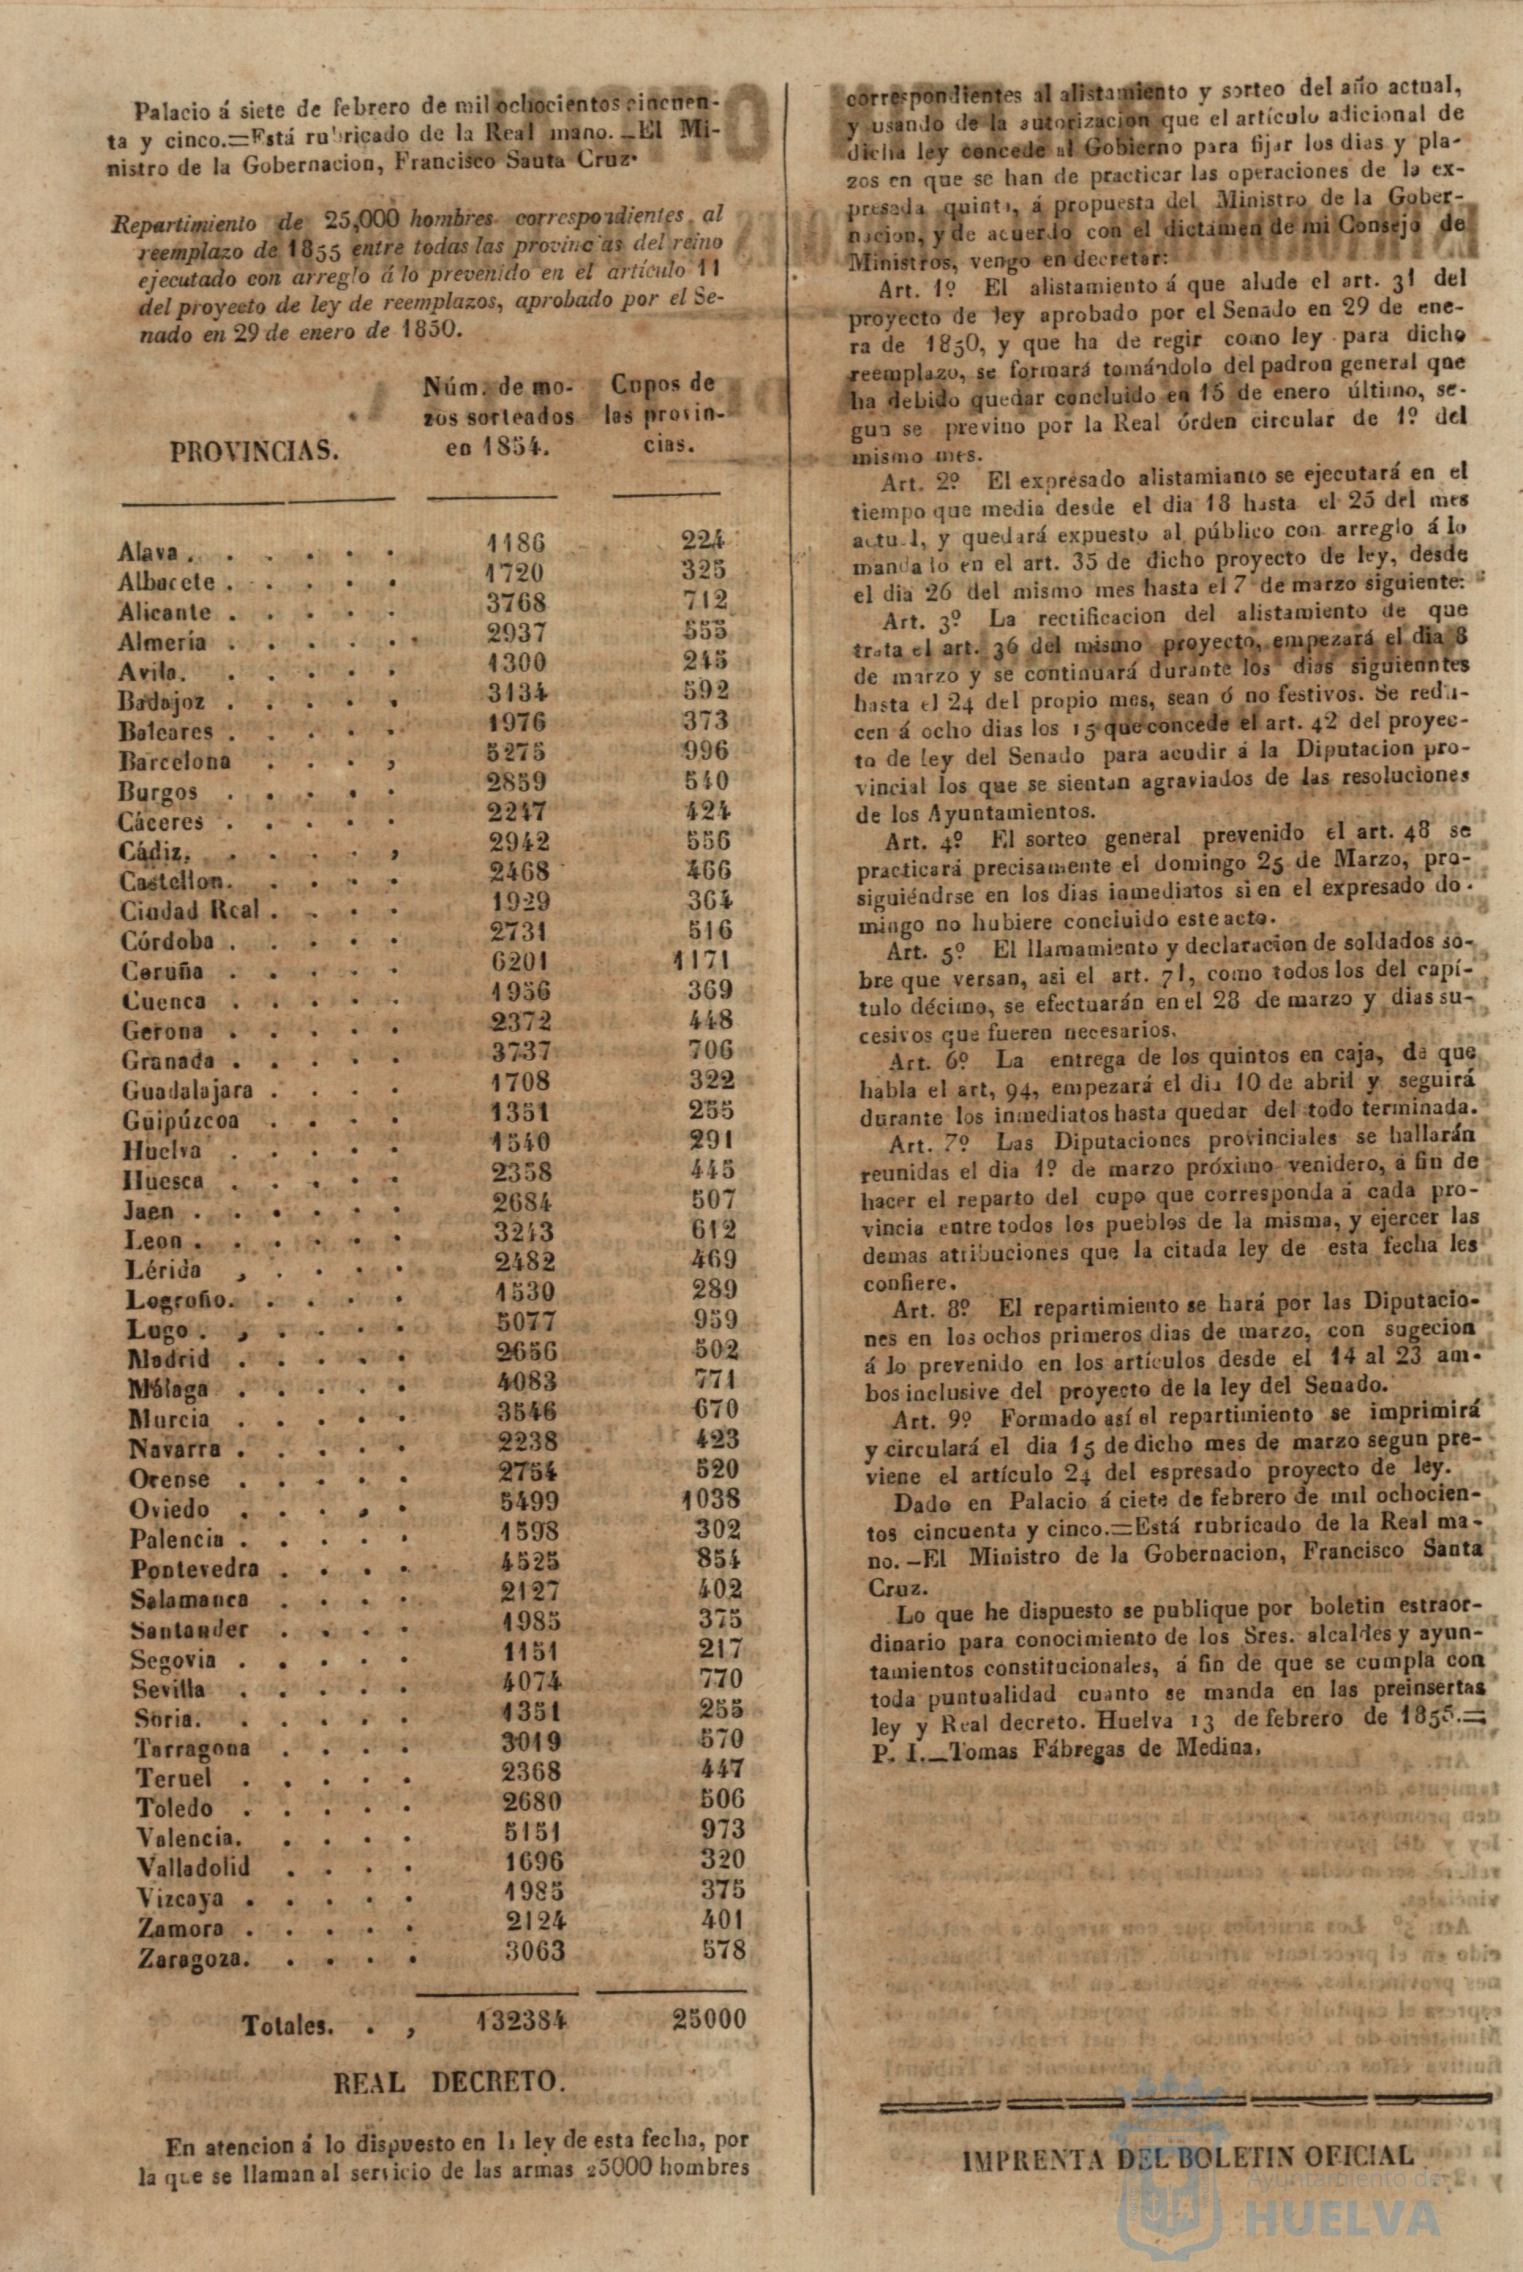 Palacio á siete de febrero de mil ochocientos cincuen-
ta y cinco.=Está rubricado de la Real mano.—El Mi-
nistro de la Gobernacion, Francisco Santa Cruz.
Repartimiento de 25,000 hombres correspondientes al
reemplazo de 1855 entre todas las provincias del reino
ejecutado con arreglo á lo prevenido en el artículo 11
del proyecto de ley de reemplazos, aprobado por el Se-
nado en 29 de enero de 1850.
PROVINCIAS. Núm. de mo-zos sorteados en 1854. Cupos de las provin-cias.
Alava . . . . . . 1186 224
Albacete . . . . . 1720 325
Alicante . . . . . 3768 712
Almería . . . . . 2937 555
Avila. . . . . . 1300 245
Badajoz . . . . . 3134 592
Baleares . . . . . 1976 373
Barcelona . . . , 5275 996
Burgos . . . . . 2859 540
Cáceres . . . . . 2247 424
Cádiz. . . . . , 2942 556
Castellon. . . . . 2468 466
Ciudad Real . . . . 1929 364
Córdoba . . . . . 2731 516
Coruña . . . . . 6201 1171
Cuenca . . . . . 1956 369
Gerona . . . . . 2372 448
Granada . . . . . 3737 706
Guadalajara . . . . 1708 322
Guipúzcoa . . . . 1351 255
Huelva . . . . . 1540 291
Huesca . . . . . 2358 445
Jaen . . . . . . 2684 507
Leon . . . . . . 3243 612
Lérida , . . . . 2482 469
Logroño. . . . . 1530 289
Lugo . , . . . . 5077 959
Madrid . . . . . 2656 502
Málaga . . . . . 4083 771
Murcia . . . . . 3546 670
Navarra . . . . . 2238 423
Orense . . . . . 2754 520
Oviedo . . . . . 5499 1038
Palencia . . . . . 1598 302
Pontevedra . . . . 4525 854
Salamanca . . . . 2127 402
Santander . . . . 1985 375
Segovia . . . . . 1151 217
Sevilla . . . . . 4074 770
Soria. . . . . . 1351 255
Tarragona . . . . 3019 570
Teruel . . . . . 2368 447
Toledo . . . . . 2680 506
Valencia. . . . . 5151 973
Valladolid . . . . 1696 320
Vizcaya . . . . . 1985 375
Zamora . . . . . 2124 401
Zaragoza. . . . . 3063 578
Totales. . , 132384 25000
REAL DECRETO.
En atencion á lo dispuesto en la ley de esta fecha, por
la que se llaman al servicio de las armas 25000 hombres
correspondientes al alistamiento y sorteo del año actual,
y usando de la autorizacion que el artículo adicional de
dicha ley concede al Gobierno para fijar los dias y pla-
zos en que se han de practicar las operaciones de la ex-
presada quinta, á propuesta del Ministro de la Gober-
nacion, y de acuerdo con el dictámen de mi Consejo de
Ministros, vengo en decretar:
Art. 1º El alistamiento á que alude el art. 31 del
proyecto de ley aprobado por el Senado en 29 de ene-
ra de 1850, y que ha de regir como ley para dicho
reemplazo, se formará tomándolo del padron general que
ha debido quedar concluido en 15 de enero último, se-
gun se previno por la Real órden circular de 1º del
mismo mes.
Art. 2º El expresado alistamianto se ejecutará en el
tiempo que media desde el dia 18 hasta el 25 del mes
actual, y quedará expuesto al público con arreglo á lo
mandado en el art. 35 de dicho proyecto de ley, desde
el dia 26 del mismo mes hasta el 7 de marzo siguiente:
Art. 3º La rectificacion del alistamiento de que
trata el art. 36 del mismo proyecto, empezará el dia 8
de marzo y se continuará durante los dias siguienntes
hasta el 24 del propio mes, sean ó no festivos. Se redu-
cen á ocho dias los 15 que concede el art. 42 del proyec-
to de ley del Senado para acudir á la Diputacion pro-
vincial los que se sientan agraviados de las resoluciones
de los Ayuntamientos.
Art. 4º El sorteo general prevenido el art. 48 se
practicará precisamente el domingo 25 de Marzo, pro-
siguiéndrse en los dias inmediatos si en el expresado do-
mingo no hubiere concluido este acto.
Art. 5º El llamamiento y declaracion de soldados so-
bre que versan, asi el art. 71, como todos los del capí-
tulo décimo, se efectuarán en el 28 de marzo y dias su-
cesivos que fueren necesarios.
Art. 6º La entrega de los quintos en caja, de que
habla el art, 94, empezará el dia 10 de abril y seguirá
durante los inmediatos hasta quedar del todo terminada.
Art. 7º Las Diputaciones provinciales se hallarán
reunidas el dia 1º de marzo próximo venidero, á fin de
hacer el reparto del cupo que corresponda á cada pro-
vincia entre todos los pueblos de la misma, y ejercer las
demas atribuciones que la citada ley de esta fecha les
confiere.
Art. 8º El repartimiento se hará por las Diputacio-
nes en los ochos primeros dias de marzo, con sugecion
á lo prevenido en los artículos desde el 14 al 23 am-
bos inclusive del proyecto de la ley del Senado.
Art. 9º Formado así el repartimiento se imprimirá
y circulará el dia 15 de dicho mes de marzo segun pre-
viene el artículo 24 del espresado proyecto de ley.
Dado en Palacio á ciete de febrero de mil ochocien-
tos cincuenta y cinco.=Está rubricado de la Real ma-
no.—El Ministro de la Gobernacion, Francisco Santa
Cruz.
Lo que he dispuesto se publique por boletin estraor-
dinario para conocimiento de los Sres. alcaldes y ayun-
tamientos constitucionales, á fin de que se cumpla con
toda puntualidad cuanto se manda en las preinsertas
ley y Real decreto. Huelva 13 de febrero de 1855.=
P. I.—Tomas Fábregas de Medina,
IMPRENTA DEL BOLETIN OFICIAL
Ayuntamiento de
HUELVA